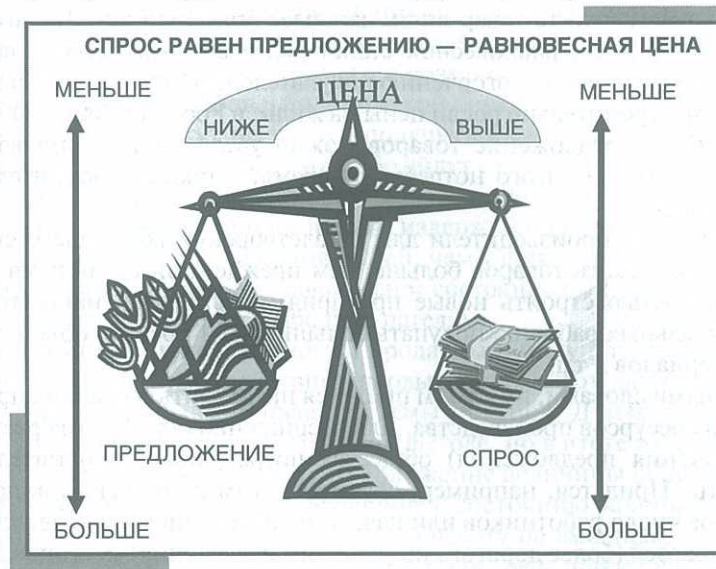 СПРОС РАВЕН ПРЕДЛОЖЕНИЮ — РАВНОВЕСНАЯ ЦЕНА
МЕНЬШЕ
ЦЕНА
МЕНЬШЕ
НИЖЕ
ВЫШЕ
ПРЕДЛОЖЕНИЕ
СПРОС
БОЛЬШЕ
БОЛЬШЕ